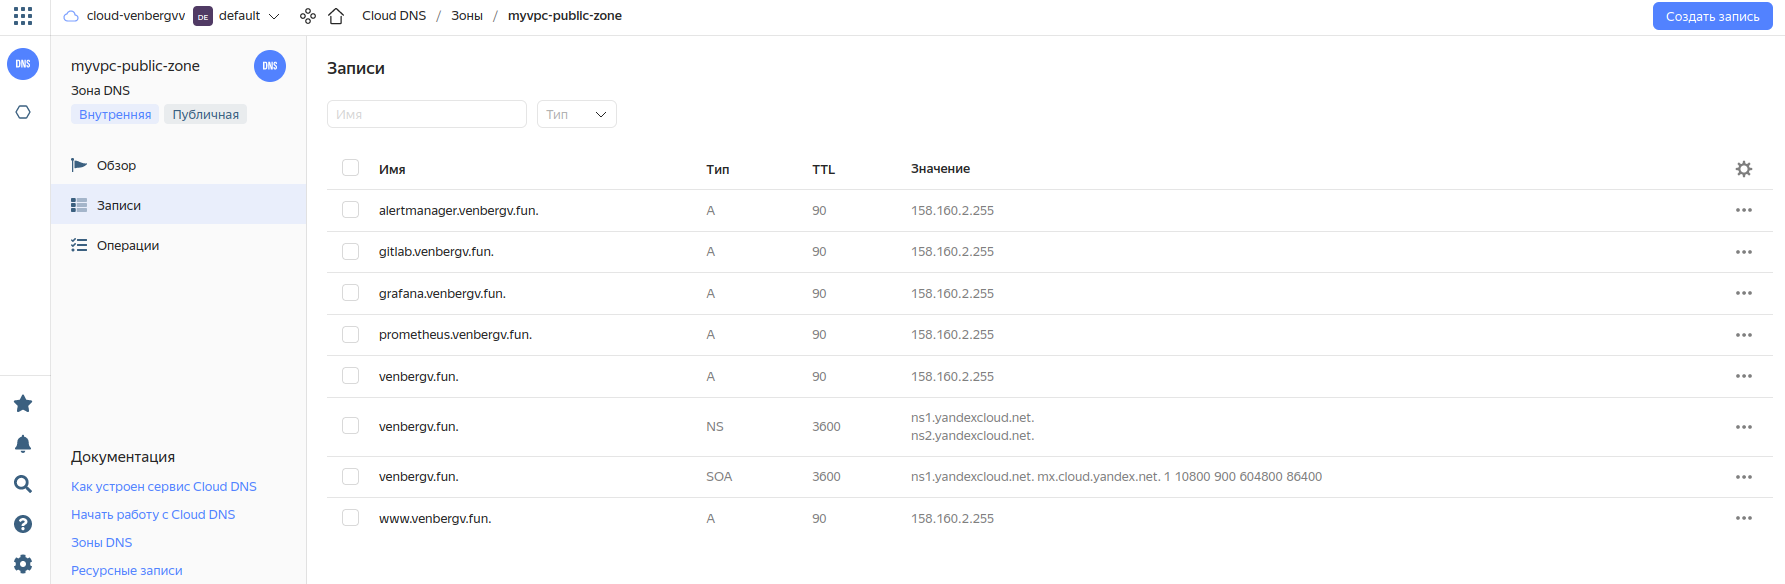 cloud-venbergvv DE default Cloud DNS / Зоны / myvpc-public-zone Создать запись
DNS
myvpc-public-zone DNS
Зона DNS
Внутренняя Публичная
Обзор
Записи
Операции
Документация
Как устроен сервис Cloud DNS
Начать работу с Cloud DNS
Зоны DNS
Ресурсные записи
Записи
Имя Тип
Имя Тип TTL Значение
alertmanager.venbergv.fun. A 90 158.160.2.255
gitlab.venbergv.fun. A 90 158.160.2.255
grafana.venbergv.fun. A 90 158.160.2.255
prometheus.venbergv.fun. A 90 158.160.2.255
venbergv.fun. A 90 158.160.2.255
venbergv.fun. NS 3600 ns1.yandexcloud.net.
ns2.yandexcloud.net.
venbergv.fun. SOA 3600 ns1.yandexcloud.net. mx.cloud.yandex.net. 1 10800 900 604800 86400
www.venbergv.fun. A 90 158.160.2.255